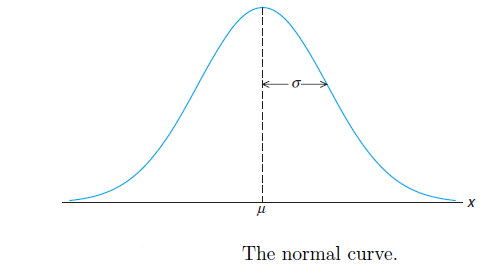 σ
x
μ
The normal curve.